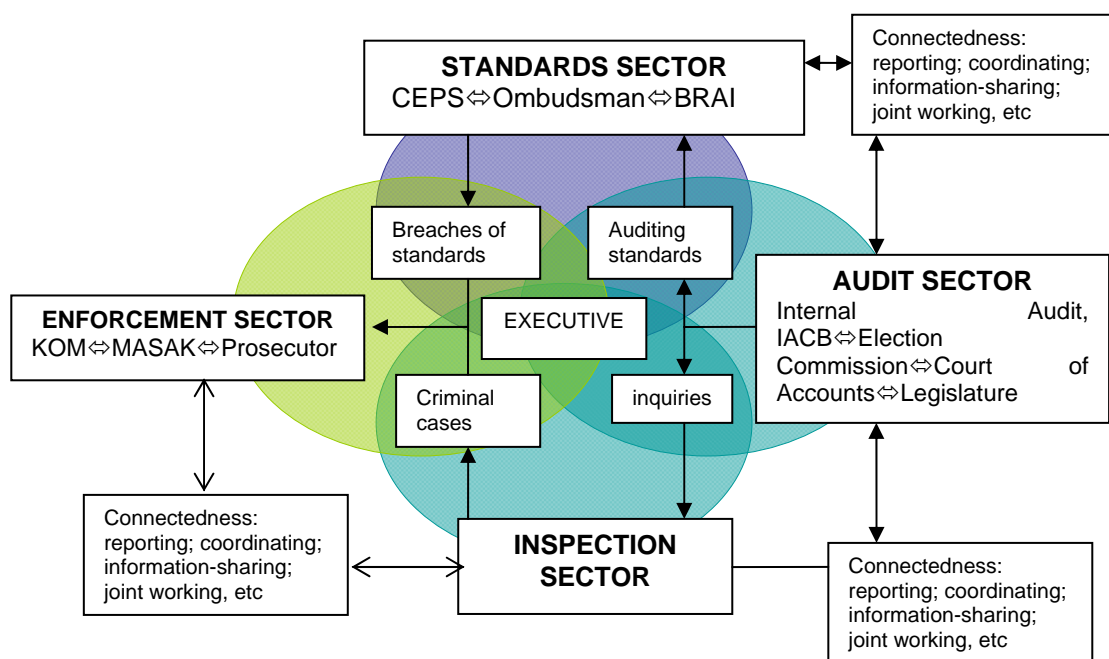 STANDARDS SECTOR
CEPS⇔Ombudsman⇔BRAI
Connectedness:
reporting; coordinating;
information-sharing;
joint working, etc
Breaches of
standards
Auditing
standards
ENFORCEMENT SECTOR
KOM⇔MASAK⇔Prosecutor
EXECUTIVE
AUDIT SECTOR
Internal Audit,
IACB⇔Election
Commission⇔Court of
Accounts⇔Legislature
Criminal
cases
inquiries
Connectedness:
reporting; coordinating;
information-sharing;
joint working, etc
INSPECTION
SECTOR
Connectedness:
reporting; coordinating;
information-sharing;
joint working, etc